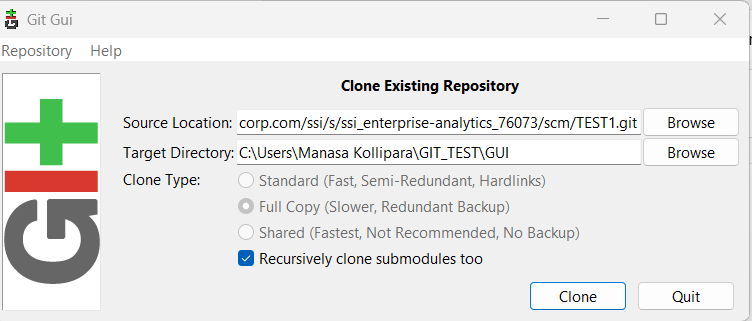 Git Gui
Repository Help
Clone Existing Repository
Source Location: corp.com/ssi/s/ssi_enterprise-analytics_76073/scm/TEST1.git Browse
Target Directory: C:\Users\Manasa Kollipara\GIT_TEST\GUI Browse
Clone Type: Standard (Fast, Semi-Redundant, Hardlinks)
Full Copy (Slower, Redundant Backup)
Shared (Fastest, Not Recommended, No Backup)
Recursively clone submodules too
Clone Quit
GIt